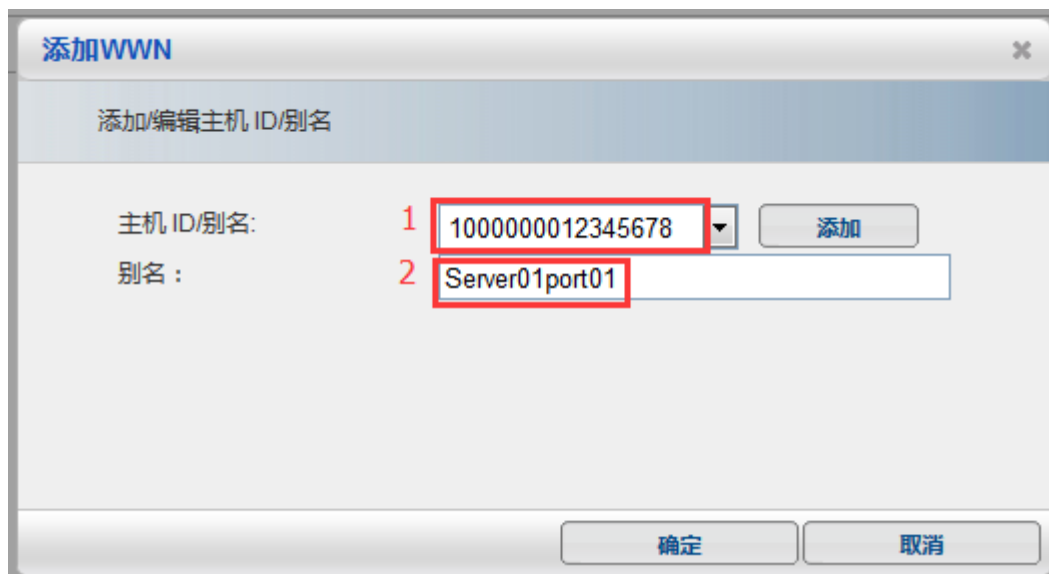 添加WWN
添加/编辑主机 ID/别名
主机 ID/别名: 1 1000000012345678 添加
别名： 2 Server01port01
确定 取消